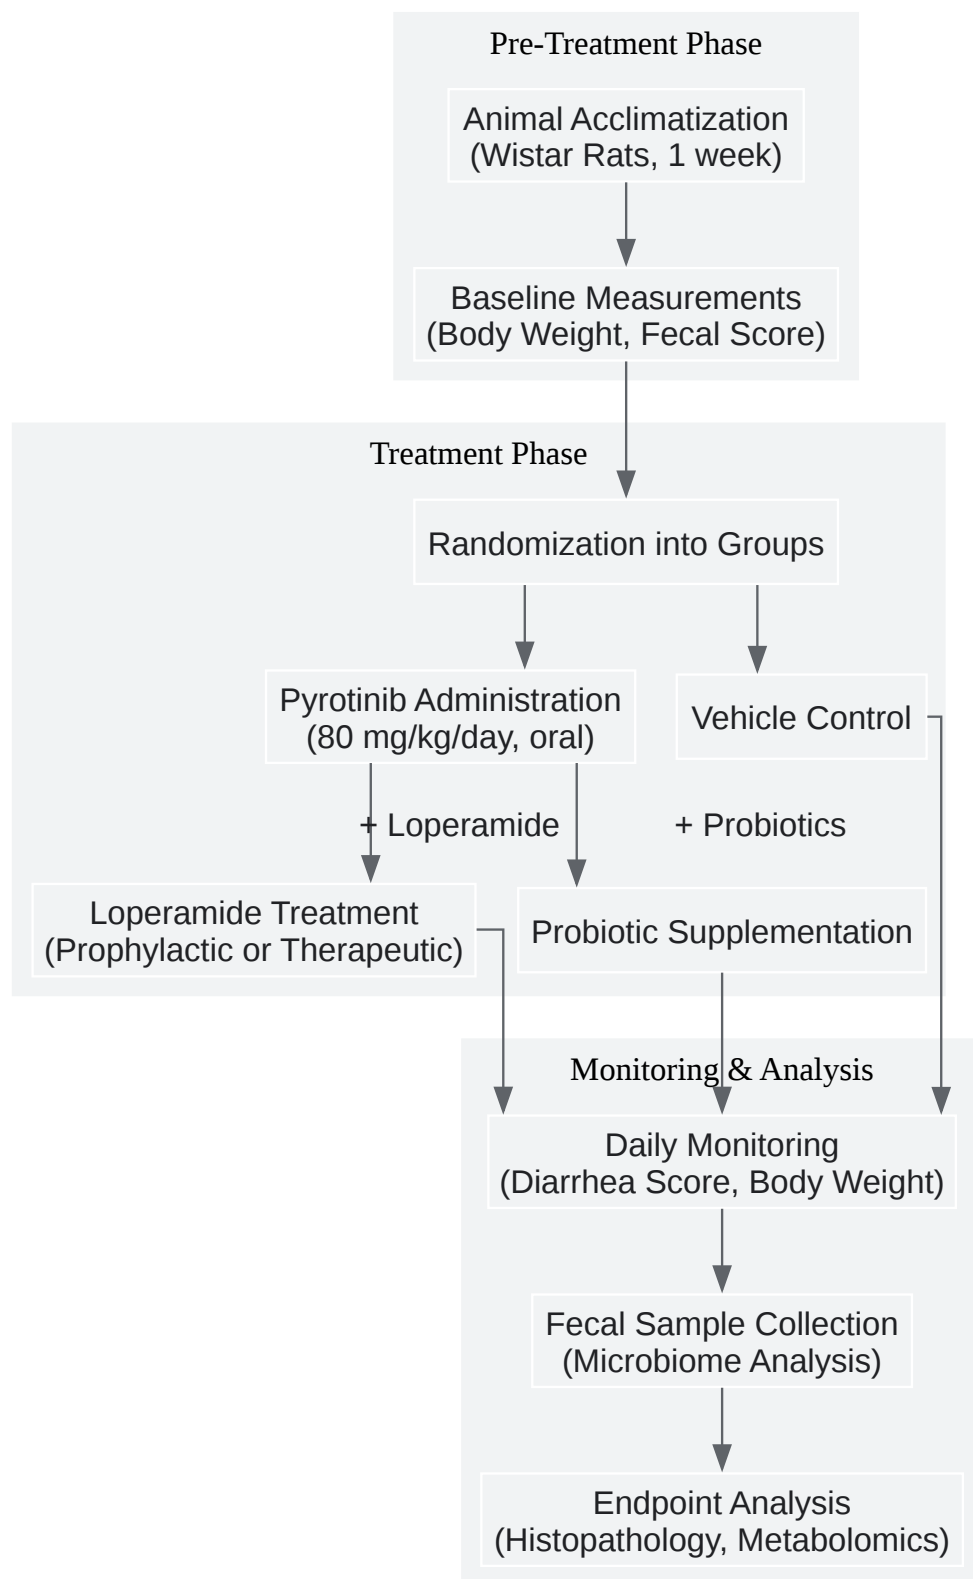 Pre-Treatment Phase
Animal Acclimatization
(Wistar Rats, 1 week)
Baseline Measurements
(Body Weight, Fecal Score)
Treatment Phase
Randomization into Groups
Pyrotinib Administration
(80 mg/kg/day, oral)
Vehicle Control
+ Loperamide
+ Probiotics
Loperamide Treatment
(Prophylactic or Therapeutic)
Probiotic Supplementation
Monitoring & Analysis
Daily Monitoring
(Diarrhea Score, Body Weight)
Fecal Sample Collection
(Microbiome Analysis)
Endpoint Analysis
(Histopathology, Metabolomics)